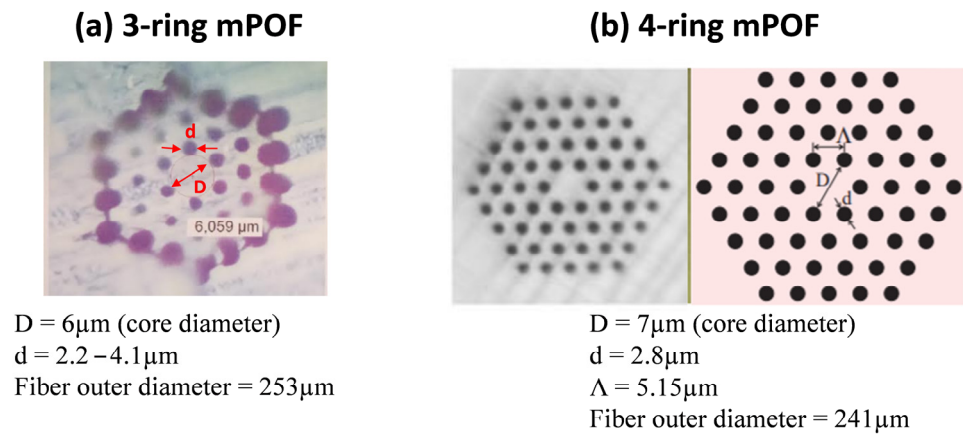 (a) 3-ring mPOF
d
D
6,059 µm
D = 6µm (core diameter)
d = 2.2 – 4.1µm
Fiber outer diameter = 253µm
(b) 4-ring mPOF
Λ
D
d
D = 7µm (core diameter)
d = 2.8µm
Λ = 5.15µm
Fiber outer diameter = 241µm